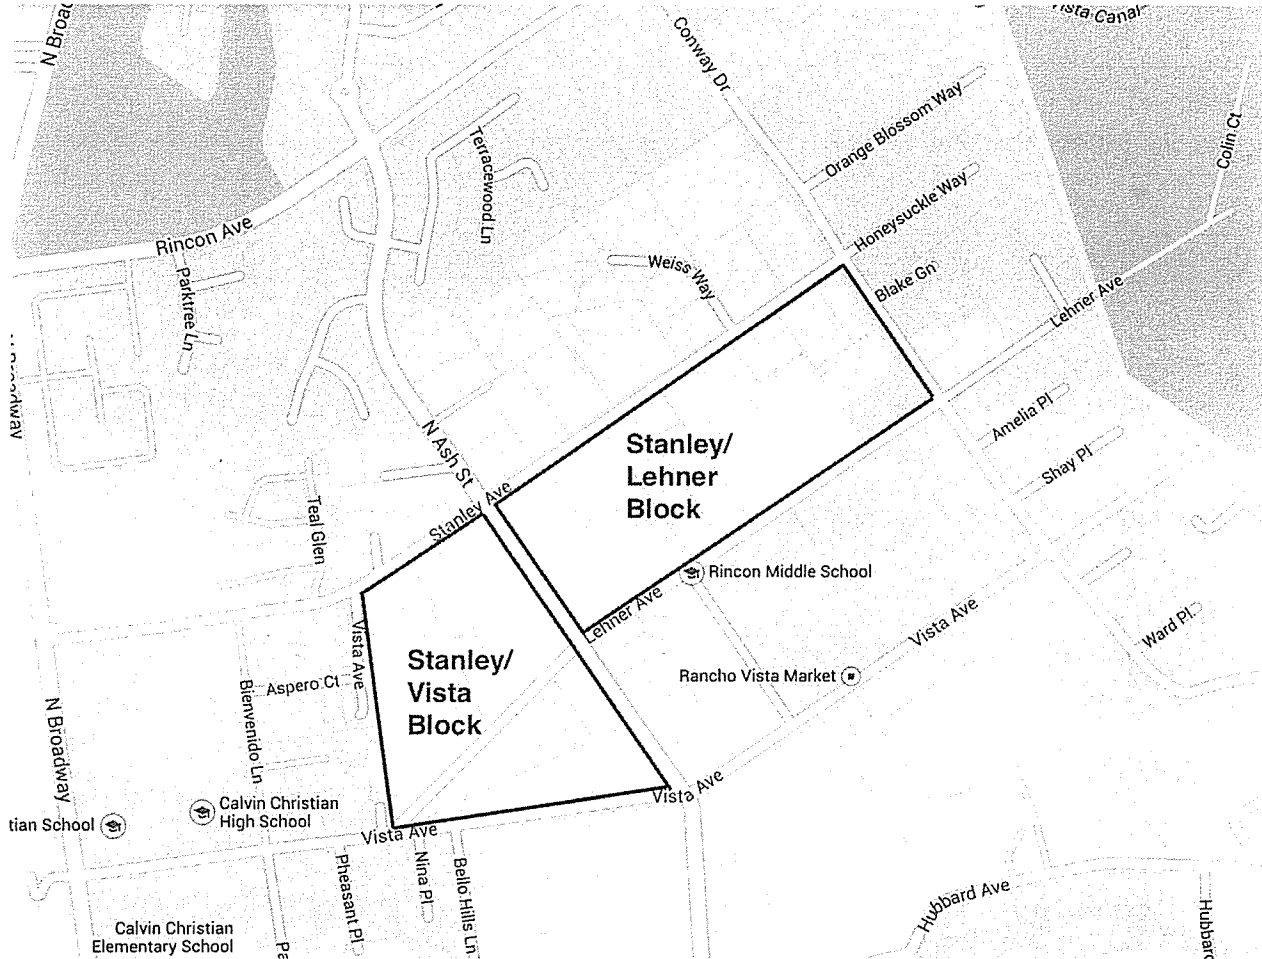 N Broad
Conway Dr
Vista Canal
Orange Blossom Way
Colin Ct
Terracewood Ln
Honeysuckle Way
Rincon Ave
Weiss Way
Blake Gn
Parktree Ln
Lehner Ave
Amelia Pl
N Ash St
Stanley/
Lehner
Block
Shay Pl
Stanley Ave
Teal Glen
Rincon Middle School
Lehner Ave
Vista Ave
Vista Ave
Ward Pl.
Stanley/
Vista
Block
Rancho Vista Market
Aspero Ct
Bienvenido Ln
N Broadway
Vista Ave
Calvin Christian
High School
tian School
Vista Ave
Pheasant Pl
Nina Pl
Bello Hills Ln
Hubbard Ave
Hubbard
Calvin Christian
Elementary School
Pa